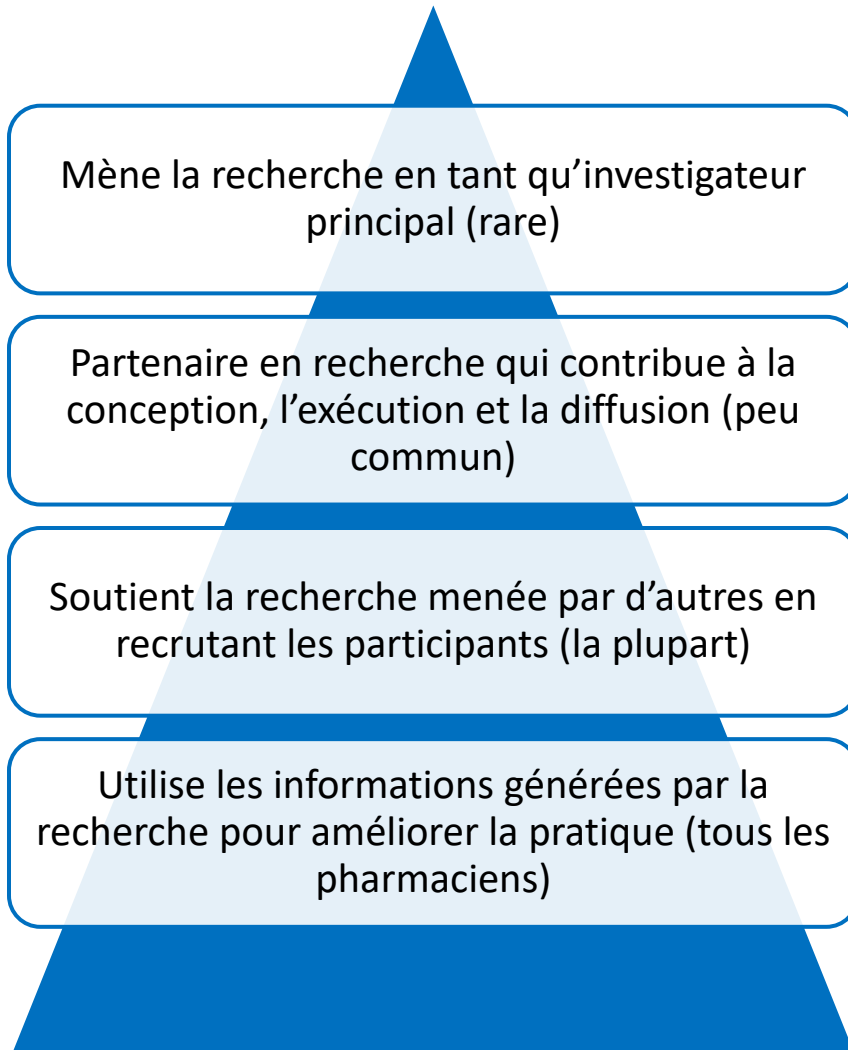 Mène la recherche en tant qu’investigateur
principal (rare)
Partenaire en recherche qui contribue à la
conception, l’exécution et la diffusion (peu
commun)
Soutient la recherche menée par d’autres en
recrutant les participants (la plupart)
Utilise les informations générées par la
recherche pour améliorer la pratique (tous les
pharmaciens)